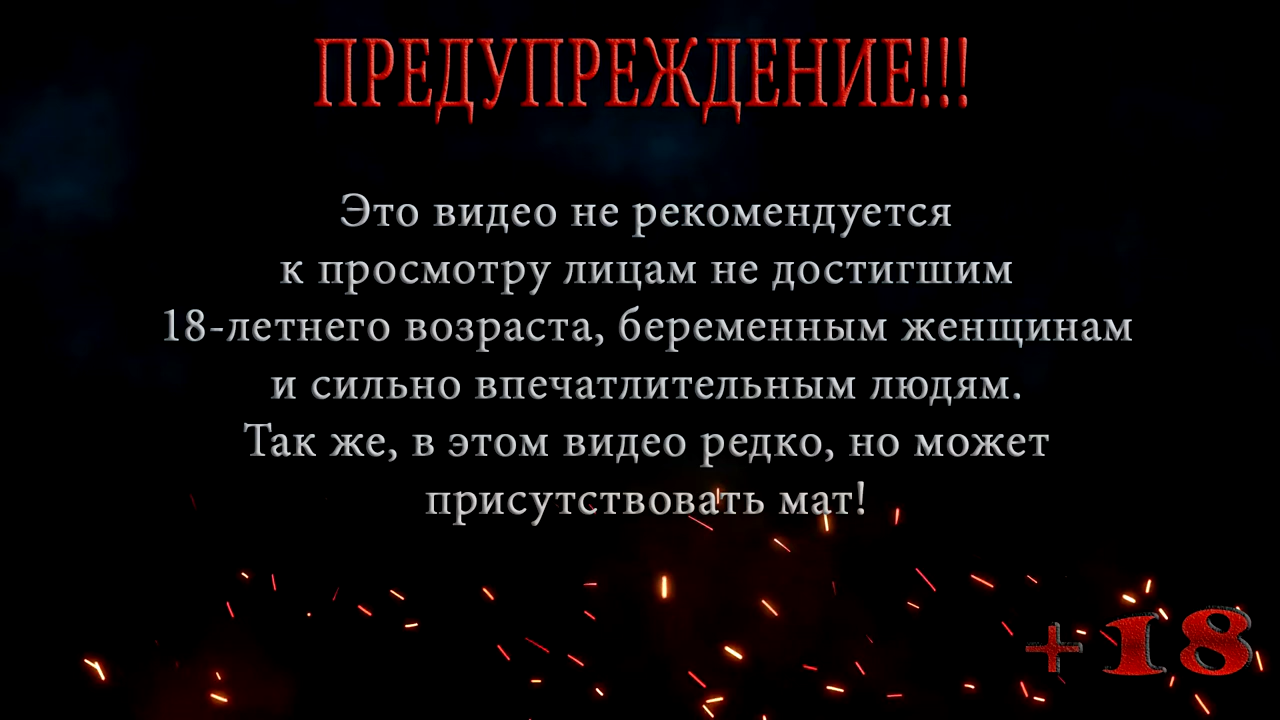 ПРЕДУПРЕЖДЕНИЕ!!!
Это видео не рекомендуется
к просмотру лицам не достигшим
18-летнего возраста, беременным женщинам
и сильно впечатлительным людям.
Так же, в этом видео редко, но может
присутствовать мат!
+18